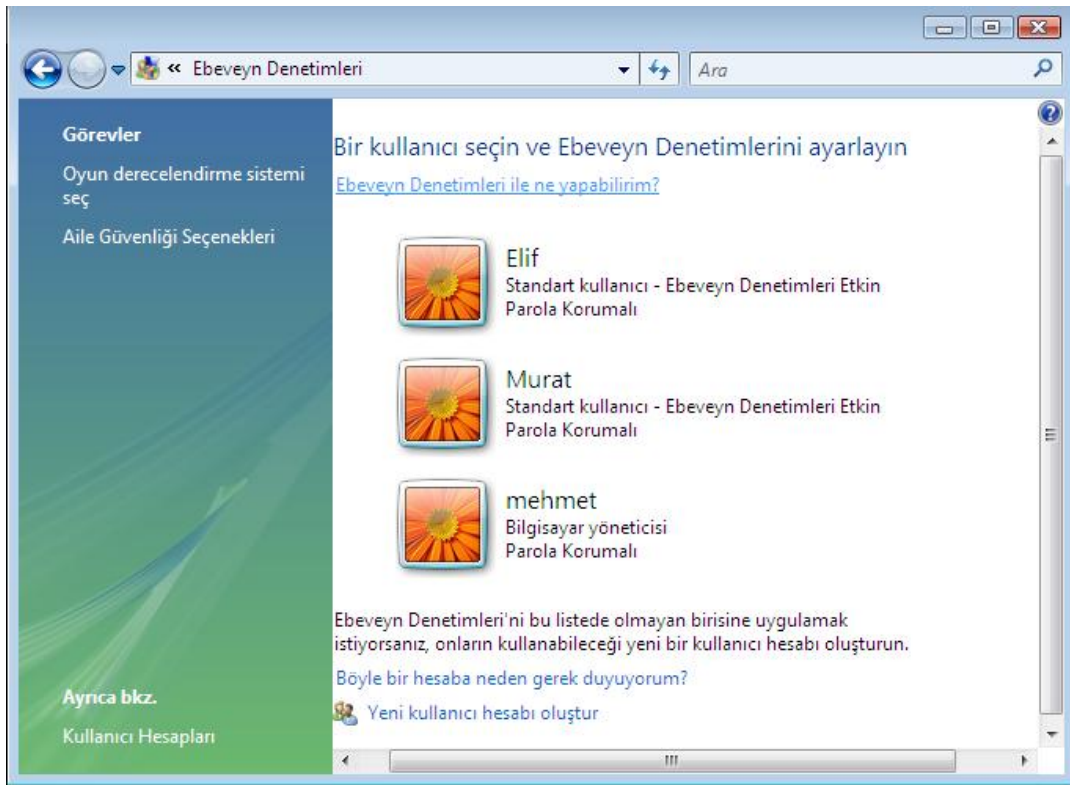 « Ebeveyn Denetimleri
Ara
Görevler
Oyun derecelendirme sistemi
seç
Aile Güvenliği Seçenekleri
Ayrıca bkz.
Kullanıcı Hesapları
Bir kullanıcı seçin ve Ebeveyn Denetimlerini ayarlayın
Ebeveyn Denetimleri ile ne yapabilirim?
Elif
Standart kullanıcı - Ebeveyn Denetimleri Etkin
Parola Korumalı
Murat
Standart kullanıcı - Ebeveyn Denetimleri Etkin
Parola Korumalı
mehmet
Bilgisayar yöneticisi
Parola Korumalı
Ebeveyn Denetimleri'ni bu listede olmayan birisine uygulamak
istiyorsanız, onların kullanabileceği yeni bir kullanıcı hesabı oluşturun.
Böyle bir hesaba neden gerek duyuyorum?
Yeni kullanıcı hesabı oluştur